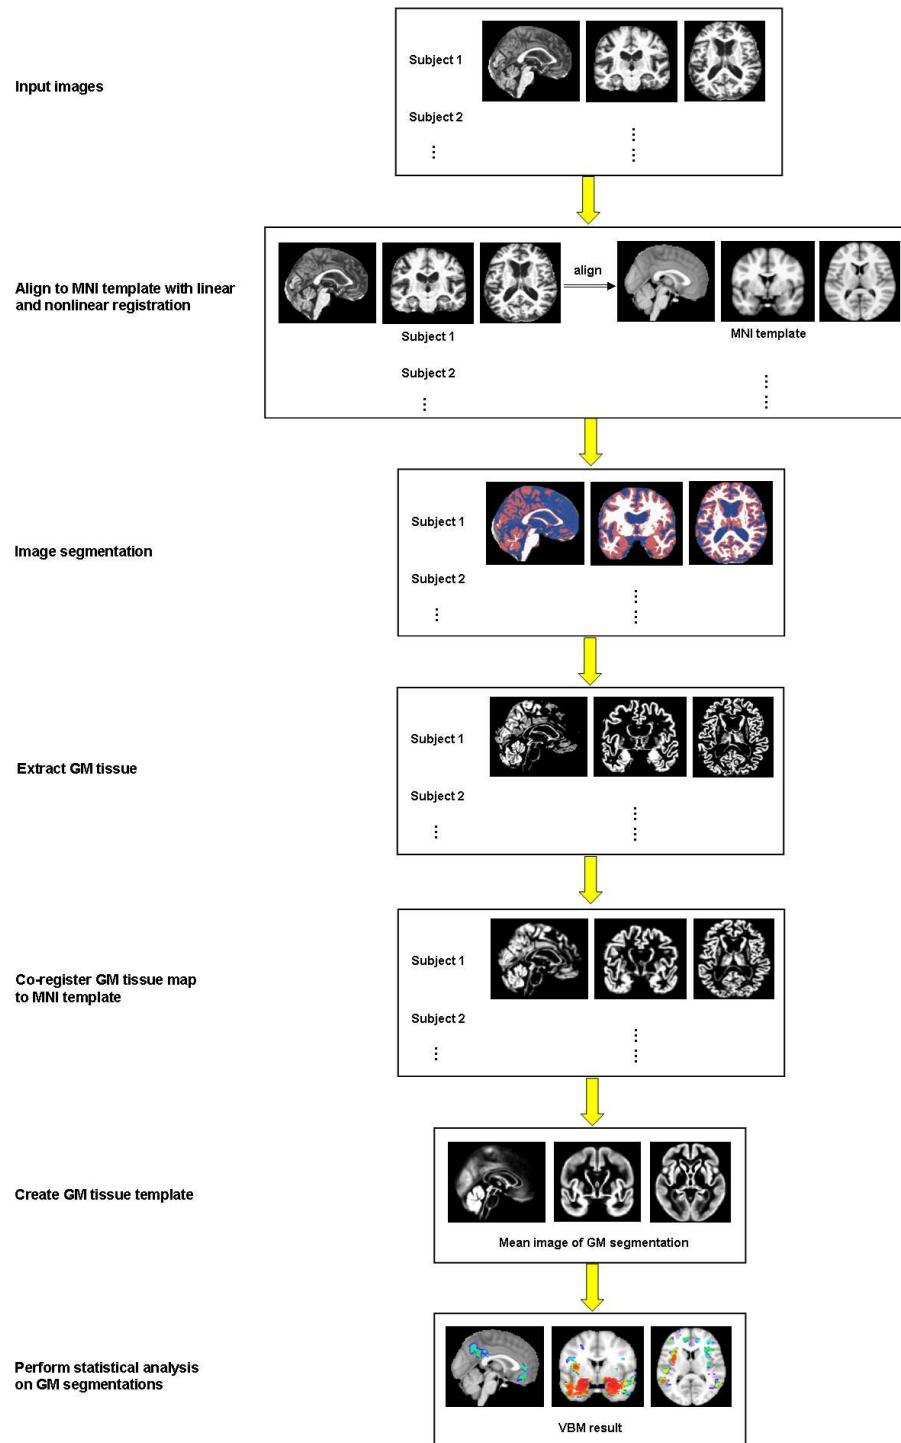 Input images
Subject 1
Subject 2
Align to MNI template with linear
and nonlinear registration
align
Subject 1
MNI template
Subject 2
Image segmentation
Subject 1
Subject 2
Extract GM tissue
Subject 1
Subject 2
Co-register GM tissue map
to MNI template
Subject 1
Subject 2
Create GM tissue template
Mean image of GM segmentation
Perform statistical analysis
on GM segmentations
VBM result